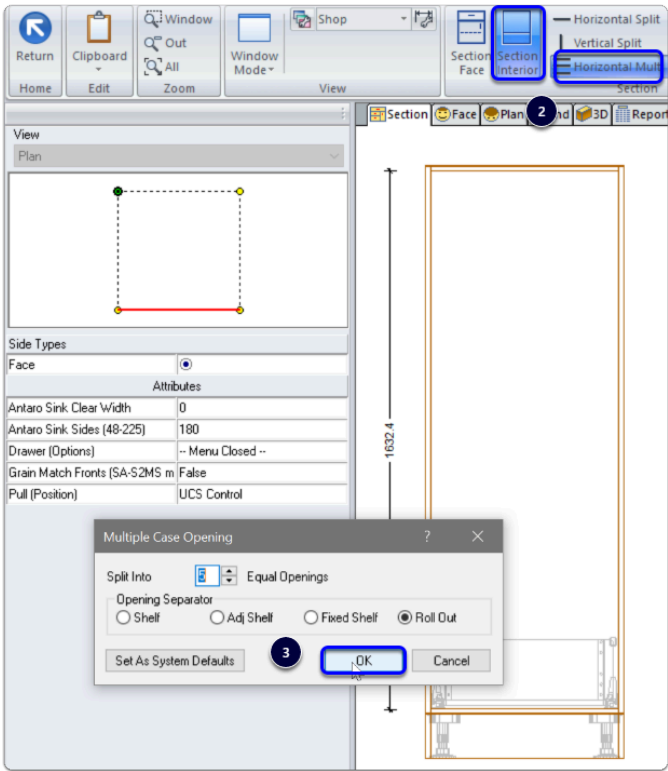 Return
Home
Clipboard
Edit
Window
Out
All
Zoom
Window
Mode
Shop
View
Section
Face
Section
Interior
Horizontal Split
Vertical Split
Horizontal Mult
Section
2
Section
Face
Plan
nd
3D
Report
View
Plan
Side Types
Face
Attributes
Antaro Sink Clear Width 0
Antaro Sink Sides (48-225) 180
Drawer (Options) -- Menu Closed --
Grain Match Fronts (SA-S2MS m False
Pull (Position) UCS Control
1632.4
Multiple Case Opening ?
Split Into 5 Equal Openings
Opening Separator
Shelf Adj Shelf Fixed Shelf Roll Out
Set As System Defaults 3 OK Cancel